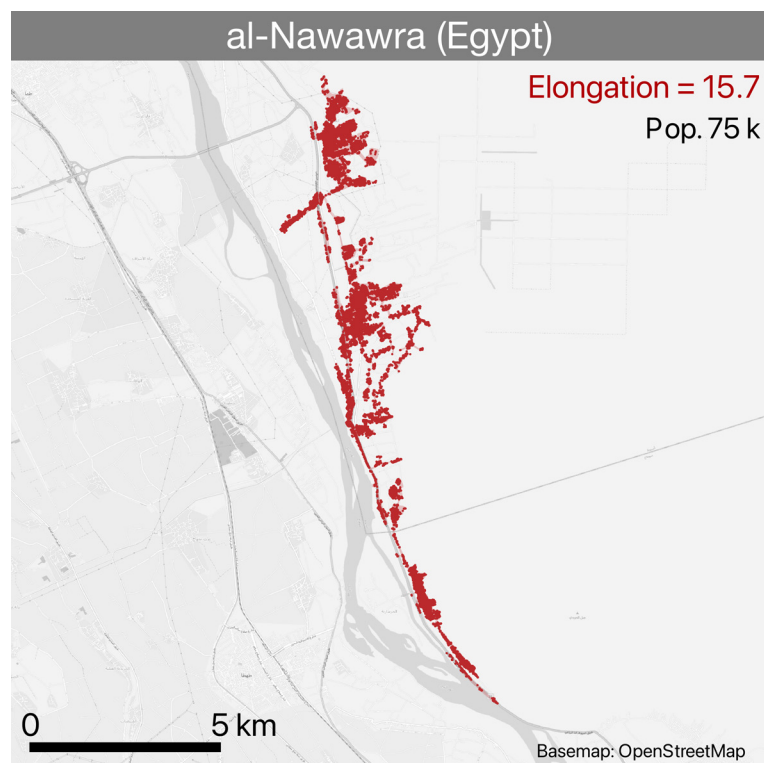 al-Nawawra (Egypt)
Elongation = 15.7
Pop. 75 k
0
5 km
Basemap: OpenStreetMap